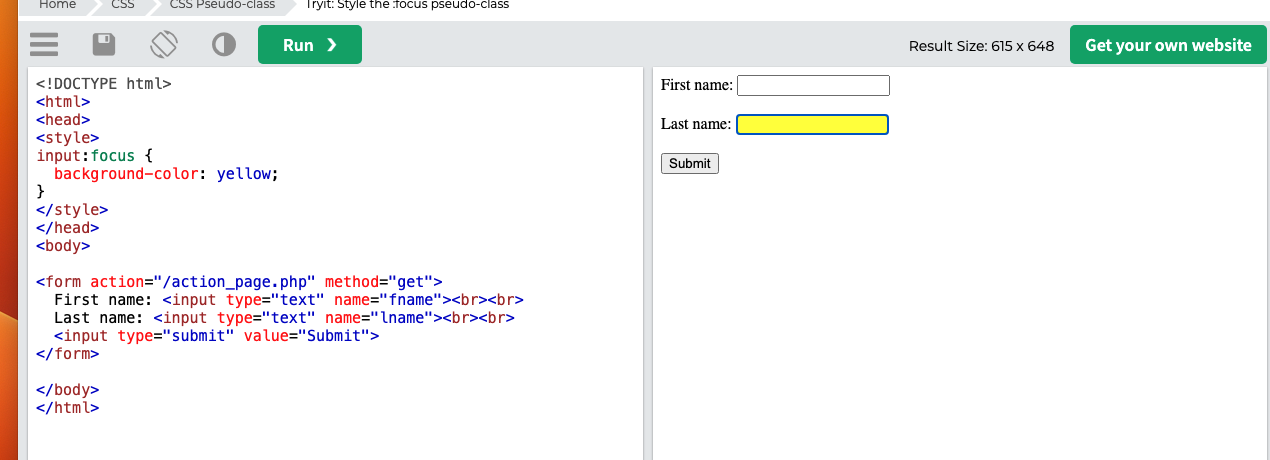 Home CSS CSS Pseudo-class Tryit: Style the :focus pseudo-class
Run ❯ Result Size: 615 x 648 Get your own website
<!DOCTYPE html>
<html>
<head>
<style>
input:focus {
  background-color: yellow;
}
</style>
</head>
<body>

<form action="/action_page.php" method="get">
  First name: <input type="text" name="fname"><br><br>
  Last name: <input type="text" name="lname"><br><br>
  <input type="submit" value="Submit">
</form>

</body>
</html>
First name:
Last name:
Submit